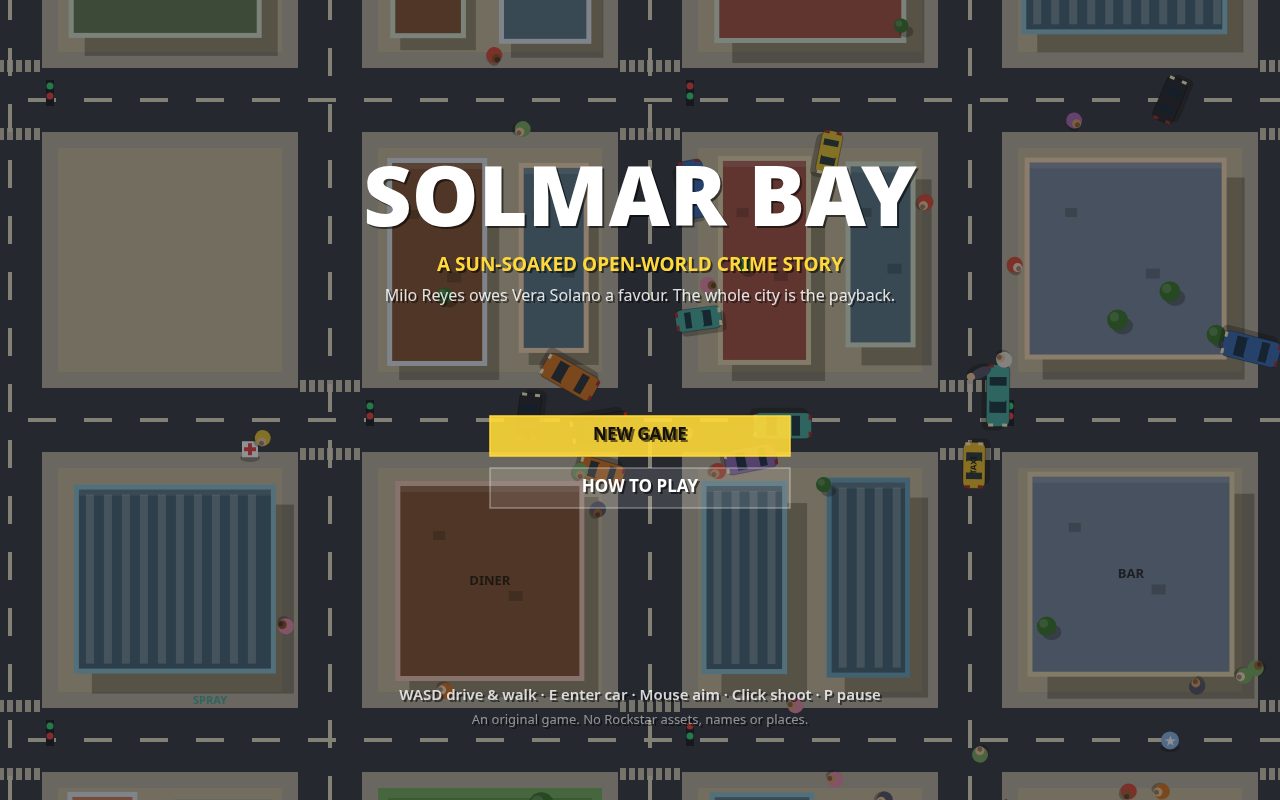 SOLMAR BAY
A SUN-SOAKED OPEN-WORLD CRIME STORY
Milo Reyes owes Vera Solano a favour. The whole city is the payback.
NEW GAME
TAXI
HOW TO PLAY
DINER
BAR
WASD drive & walk · E enter car · Mouse aim · Click shoot · P pause
SPRAY
An original game. No Rockstar assets, names or places.